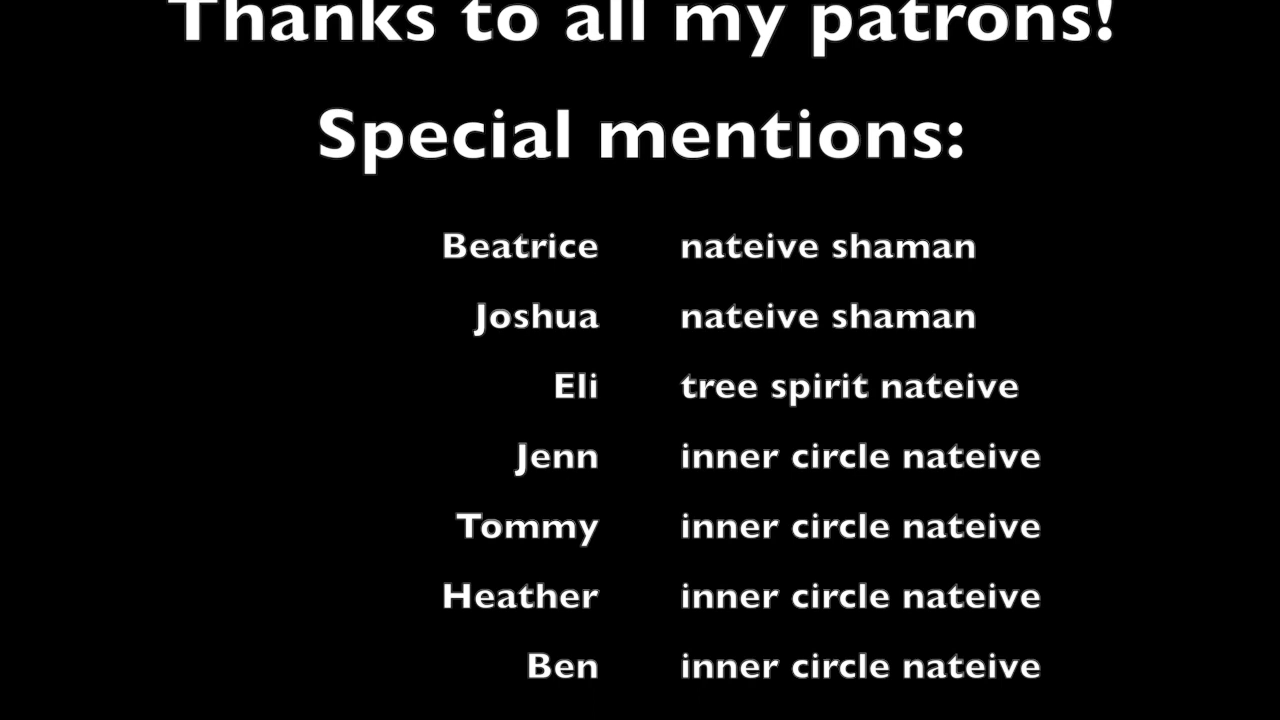 Thanks to all my patrons!
Special mentions:
Beatrice nateive shaman
Joshua nateive shaman
Eli tree spirit nateive
Jenn inner circle nateive
Tommy inner circle nateive
Heather inner circle nateive
Ben inner circle nateive